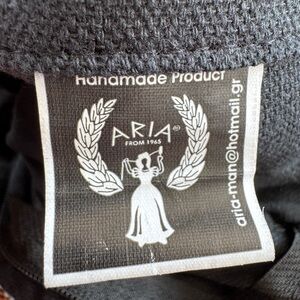 Handmade Product
ARIA®
FROM 1965
aria-man@hotmail.gr